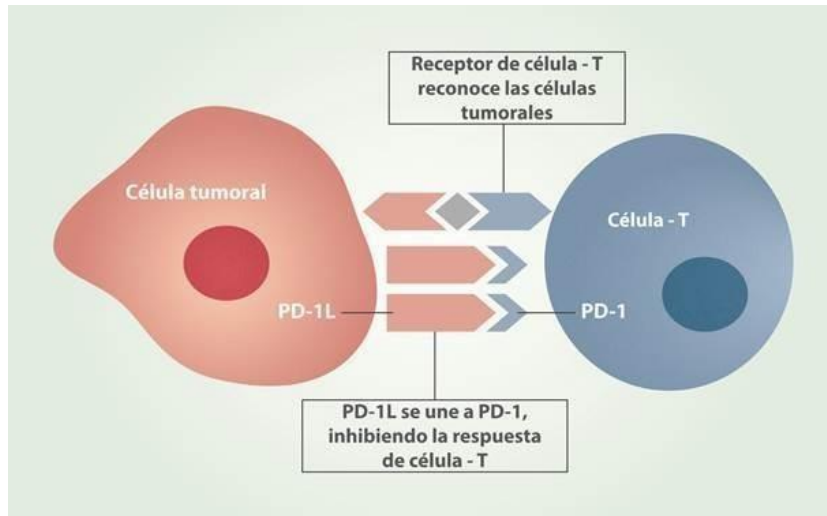 Receptor de célula - T
reconoce las células
tumorales
Célula tumoral
Célula - T
PD-1L
PD-1
PD-1L se une a PD-1,
inhibiendo la respuesta
de célula - T